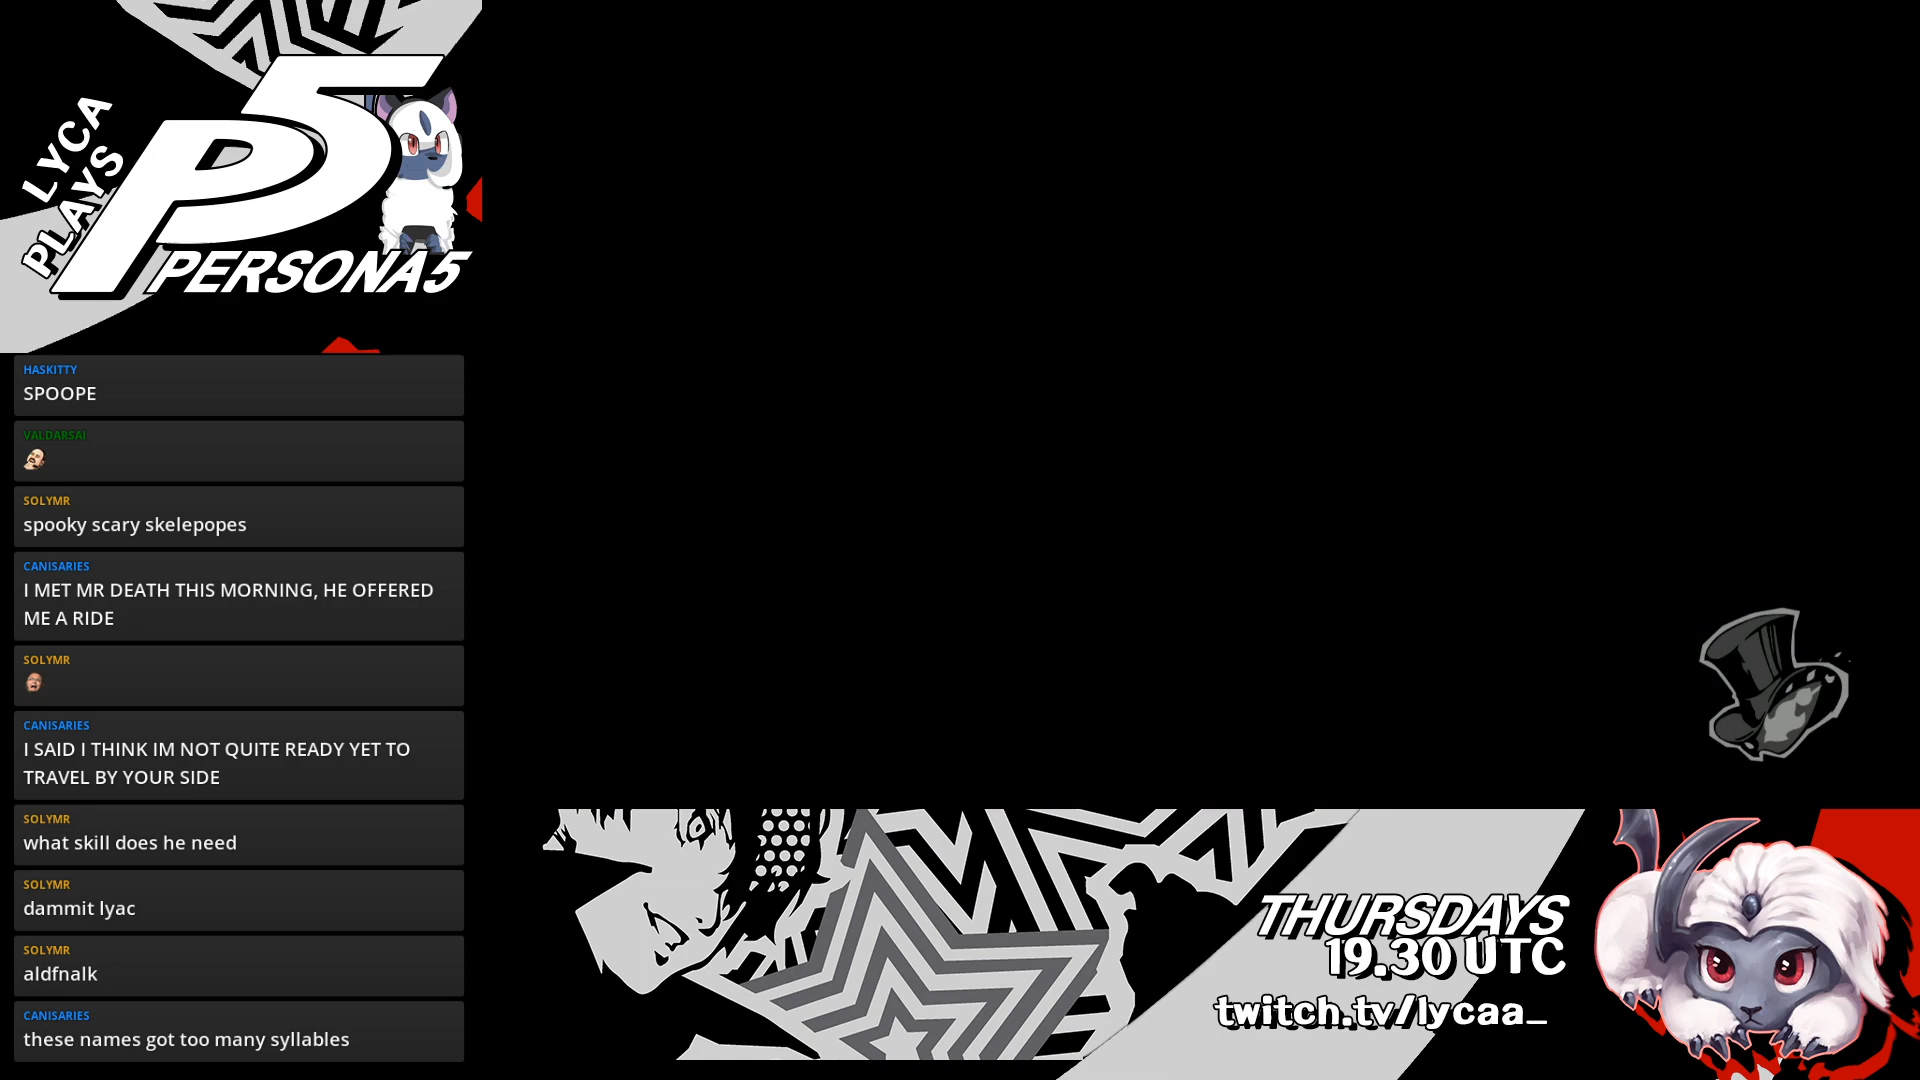 LYCA
PLAYS
P5
PERSONA5
HASKITTY
SPOOPE
VALDARSAI
SOLYMR
spooky scary skelepopes
CANISARIES
I MET MR DEATH THIS MORNING, HE OFFERED
ME A RIDE
SOLYMR
CANISARIES
I SAID I THINK IM NOT QUITE READY YET TO
TRAVEL BY YOUR SIDE
SOLYMR
what skill does he need
SOLYMR
dammit lyac
SOLYMR
aldfnalk
CANISARIES
these names got too many syllables
THURSDAYS
19.30 UTC
twitch.tv/lycaa_